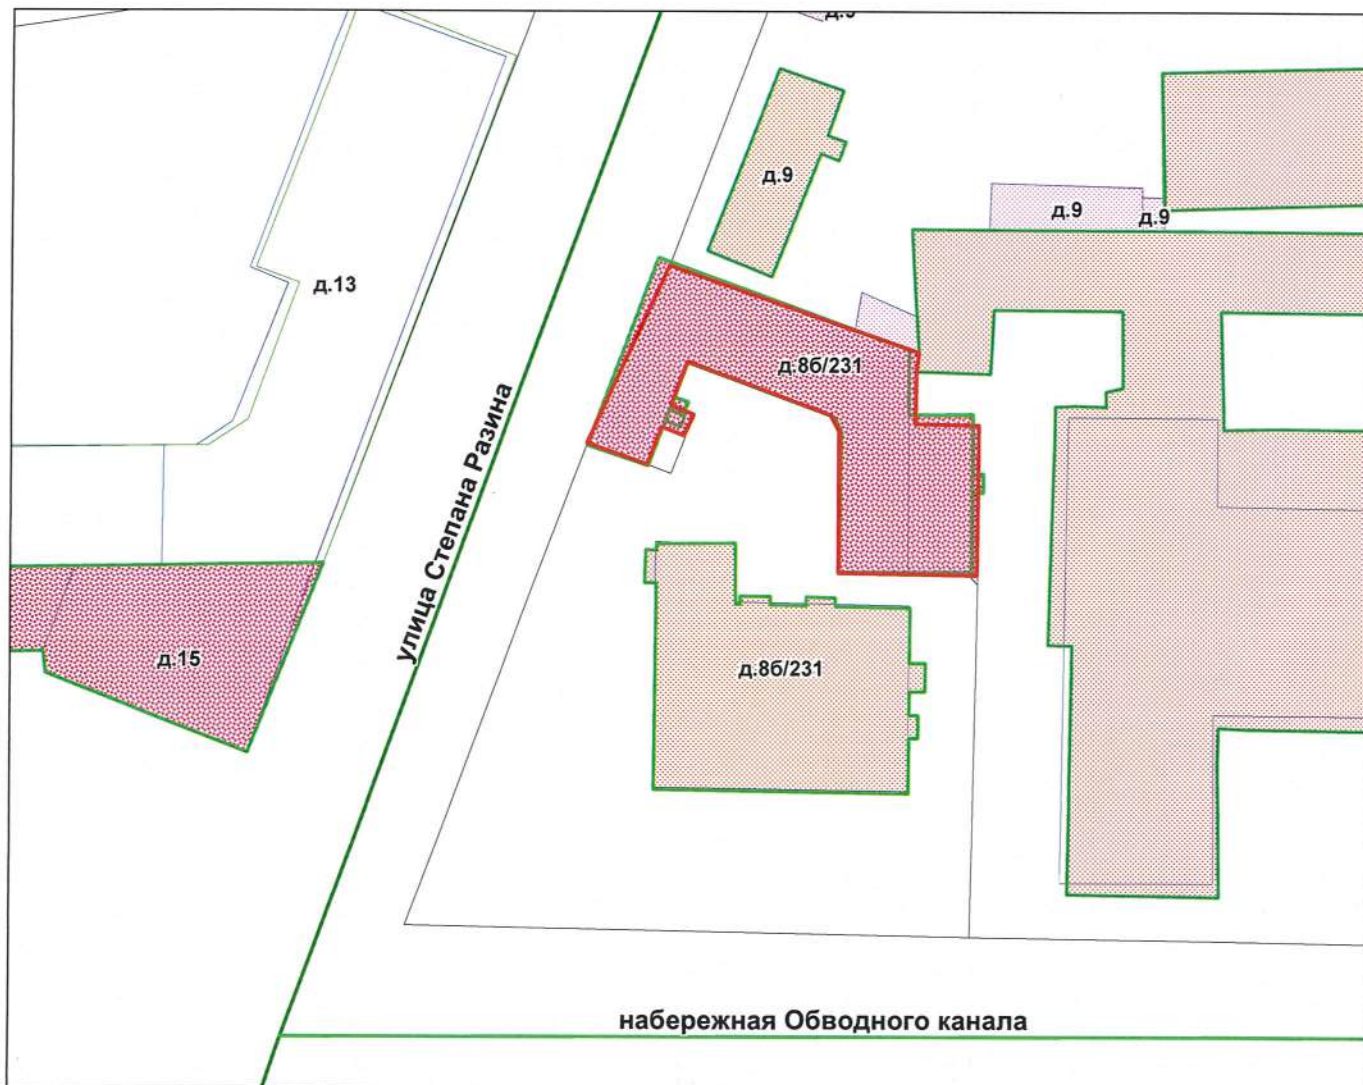 д.9
д.9
д.9
д.13
д.8б/231
улица Степана Разина
д.15
д.8б/231
набережная Обводного канала